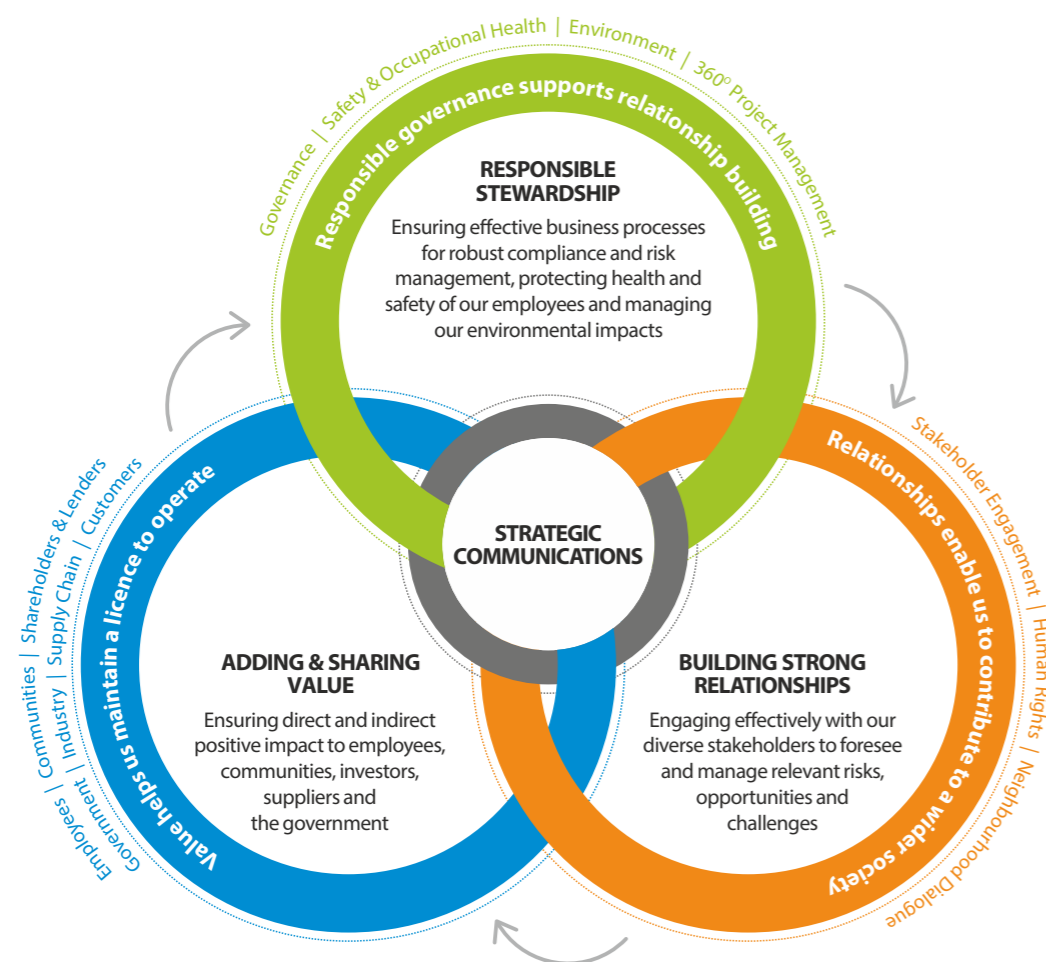 Governance | Safety & Occupational Health | Environment | 360º Project Management
Responsible governance supports relationship building
RESPONSIBLE
STEWARDSHIP
Ensuring effective business processes
for robust compliance and risk
management, protecting health and
safety of our employees and managing
our environmental impacts
Stakeholder Engagement | Human Rights | Neighbourhood Dialogue
Relationships enable us to contribute to a wider society
STRATEGIC
COMMUNICATIONS
BUILDING STRONG
RELATIONSHIPS
Engaging effectively with our
diverse stakeholders to foresee
and manage relevant risks,
opportunities and
challenges
Employees | Communities | Shareholders & Lenders
Government | Industry | Supply Chain | Customers
Value helps us maintain a licence to operate
ADDING & SHARING
VALUE
Ensuring direct and indirect
positive impact to employees,
communities, investors,
suppliers and
the government